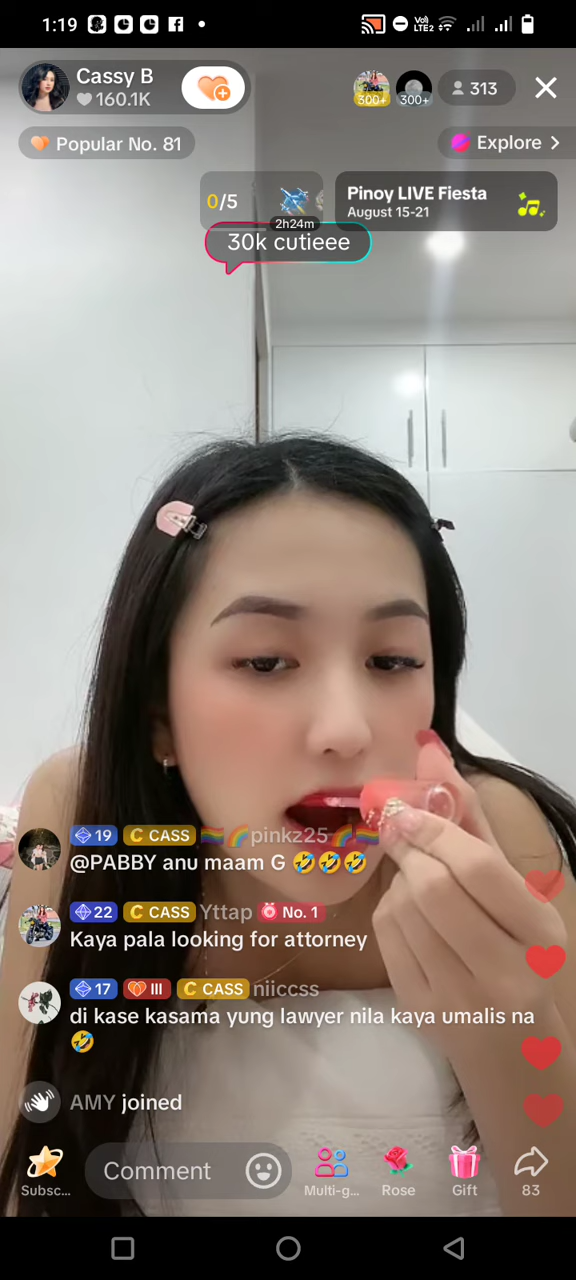 1:19
Vo))
LTE2
Cassy B
160.1K
300+
300+
313
Popular No. 81
Explore
0/5
2h24m
Pinoy LIVE Fiesta
August 15-21
30k cutieee
19 C CASS 🏳️‍🌈🌈pinkz25🌈🏳️‍🌈
@PABBY anu maam G 🤣🤣🤣
22 C CASS Yttap No. 1
Kaya pala looking for attorney
17 III C CASS niiccss
di kase kasama yung lawyer nila kaya umalis na
🤣
AMY joined
Subsc...
Comment
Multi-g...
Rose
Gift
83